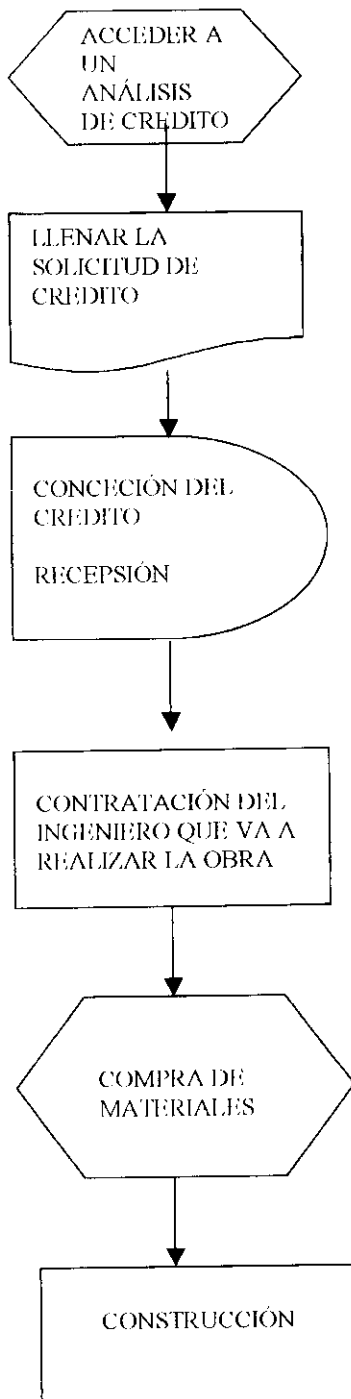 ACCEDER A
UN
ANÁLISIS
DE CREDITO
LLENAR LA
SOLICITUD DE
CREDITO
CONCECIÓN DEL
CREDITO
RECEPSIÓN
CONTRATACIÓN DEL
INGENIERO QUE VA A
REALIZAR LA OBRA
COMPRA DE
MATERIALES
CONSTRUCCIÓN